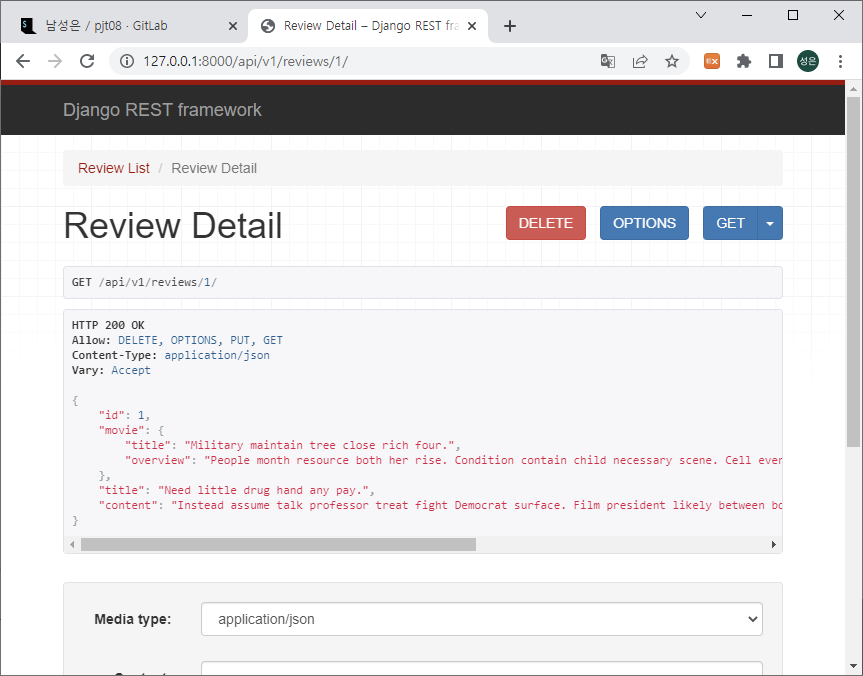 남성은 / pjt08 · GitLab
Review Detail – Django REST fra
127.0.0.1:8000/api/v1/reviews/1/
성은
Django REST framework
Review List / Review Detail
Review Detail
DELETE
OPTIONS
GET
GET /api/v1/reviews/1/
HTTP 200 OK
Allow: DELETE, OPTIONS, PUT, GET
Content-Type: application/json
Vary: Accept
{
"id": 1,
"movie": {
"title": "Military maintain tree close rich four.",
"overview": "People month resource both her rise. Condition contain child necessary scene. Cell even
},
"title": "Need little drug hand any pay.",
"content": "Instead assume talk professor treat fight Democrat surface. Film president likely between bo
}
Media type:
application/json